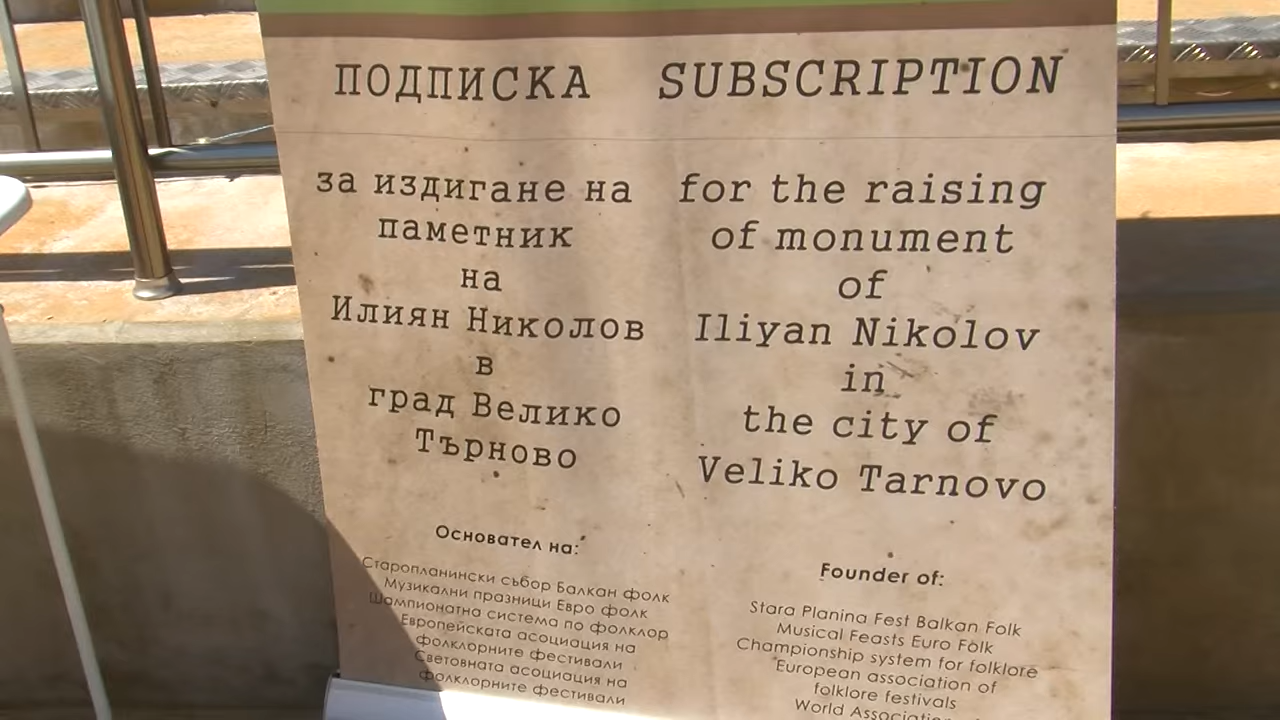 ПОДПИСКА
за издигане на
паметник
на
Илиян Николов
в
град Велико
Търново
Основател на:
Старопланински събор Балкан фолк
Музикални празници Евро фолк
Шампионатна система по фолклор
Европейската асоциация на
фолклорните фестивали
Световната асоциация на
фолклорните фестивали
SUBSCRIPTION
for the raising
of monument
of
Iliyan Nikolov
in
the city of
Veliko Tarnovo
Founder of:
Stara Planina Fest Balkan Folk
Musical Feasts Euro Folk
Championship system for folklore
European association of
folklore festivals
World Association